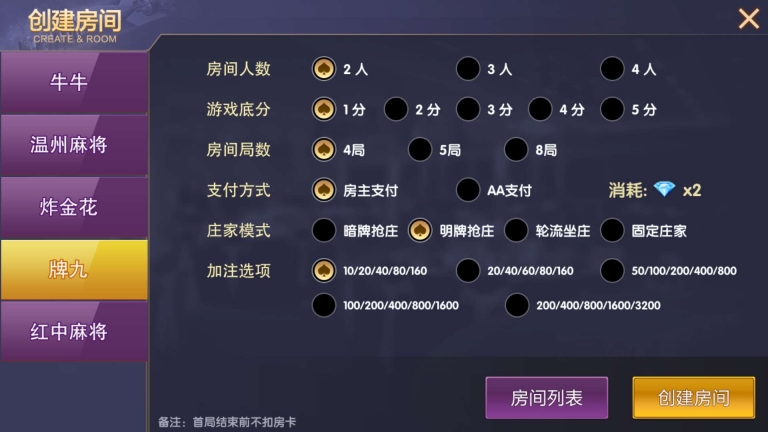 创建房间
CREATE & ROOM
牛牛
温州麻将
炸金花
牌九
红中麻将
房间人数 2人 3人 4人
游戏底分 1分 2分 3分 4分 5分
房间局数 4局 5局 8局
支付方式 房主支付 AA支付 消耗: x2
庄家模式 暗牌抢庄 明牌抢庄 轮流坐庄 固定庄家
加注选项 10/20/40/80/160 20/40/60/80/160 50/100/200/400/800
100/200/400/800/1600 200/400/800/1600/3200
房间列表 创建房间
备注: 首局结束前不扣房卡